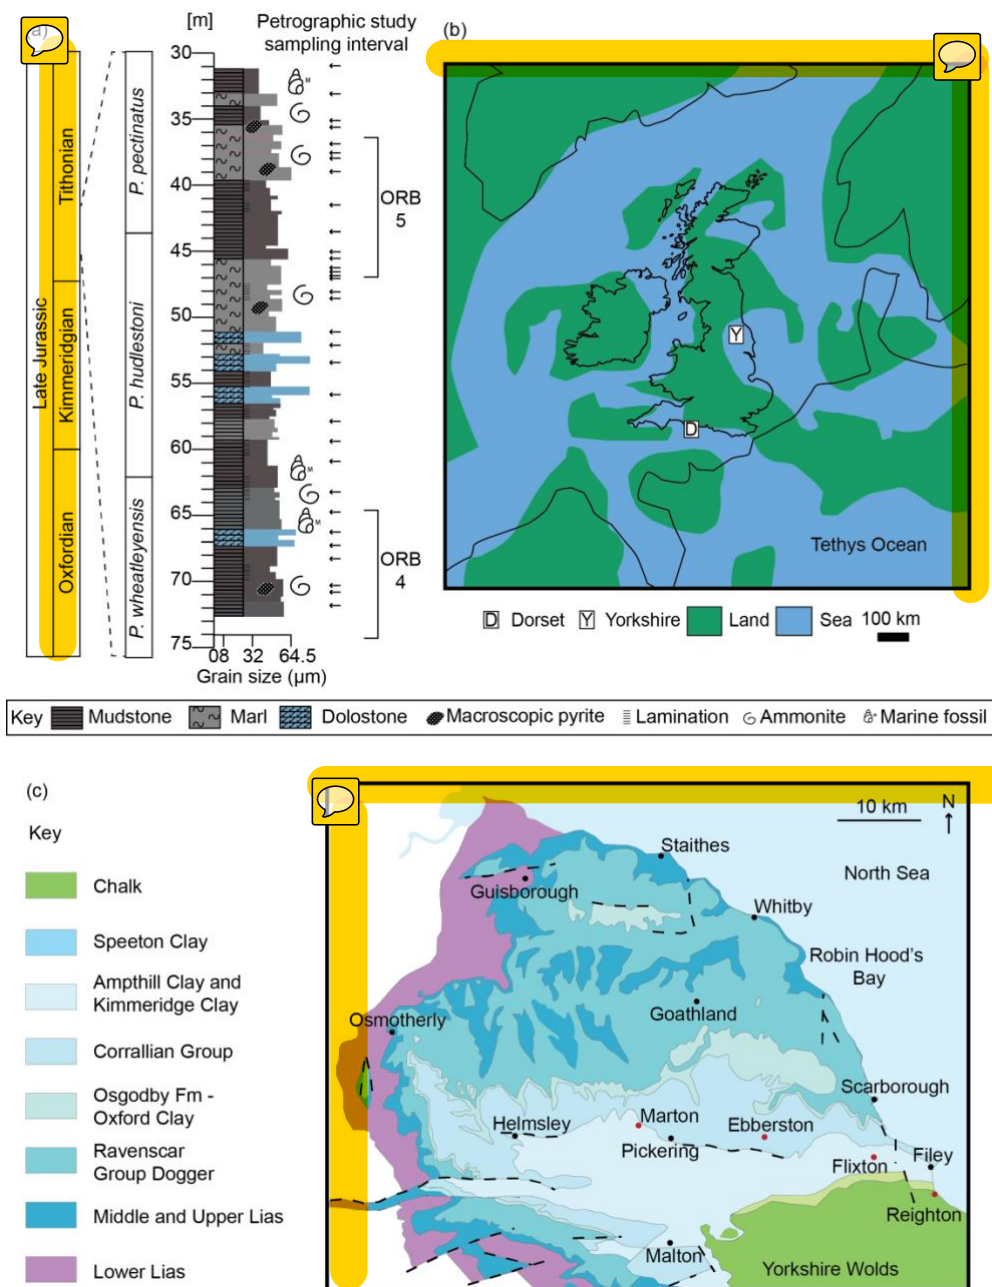 (a)
[m]
Petrographic study
sampling interval
(b)
30
35
40
45
50
55
60
65
70
75
Late Jurassic
Tithonian
Kimmeridgian
Oxfordian
P. pectinatus
P. hudlestoni
P. wheatleyensis
M
M
M
ORB
5
ORB
4
0 8 32 64.5
Grain size (µm)
Y
D
Tethys Ocean
D Dorset Y Yorkshire Land Sea 100 km
Key Mudstone Marl Dolostone Macroscopic pyrite Lamination Ammonite Marine fossil
(c)
Key
Chalk
Speeton Clay
Ampthill Clay and
Kimmeridge Clay
Corrallian Group
Osgodby Fm -
Oxford Clay
Ravenscar
Group Dogger
Middle and Upper Lias
Lower Lias
10 km
N
Staithes
North Sea
Guisborough
Whitby
Robin Hood's
Bay
Goathland
Osmotherly
Scarborough
Helmsley
Marton
Ebberston
Pickering
Flixton
Filey
Reighton
Malton
Yorkshire Wolds